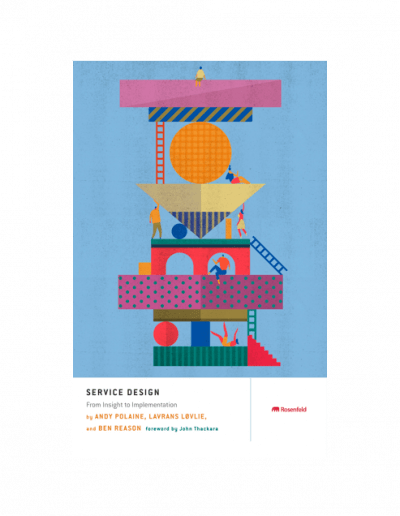 SERVICE DESIGN
From Insight to Implementation
by ANDY POLAINE, LAVRANS LØVLIE,
and BEN REASON foreword by John Thackara
Rosenfeld